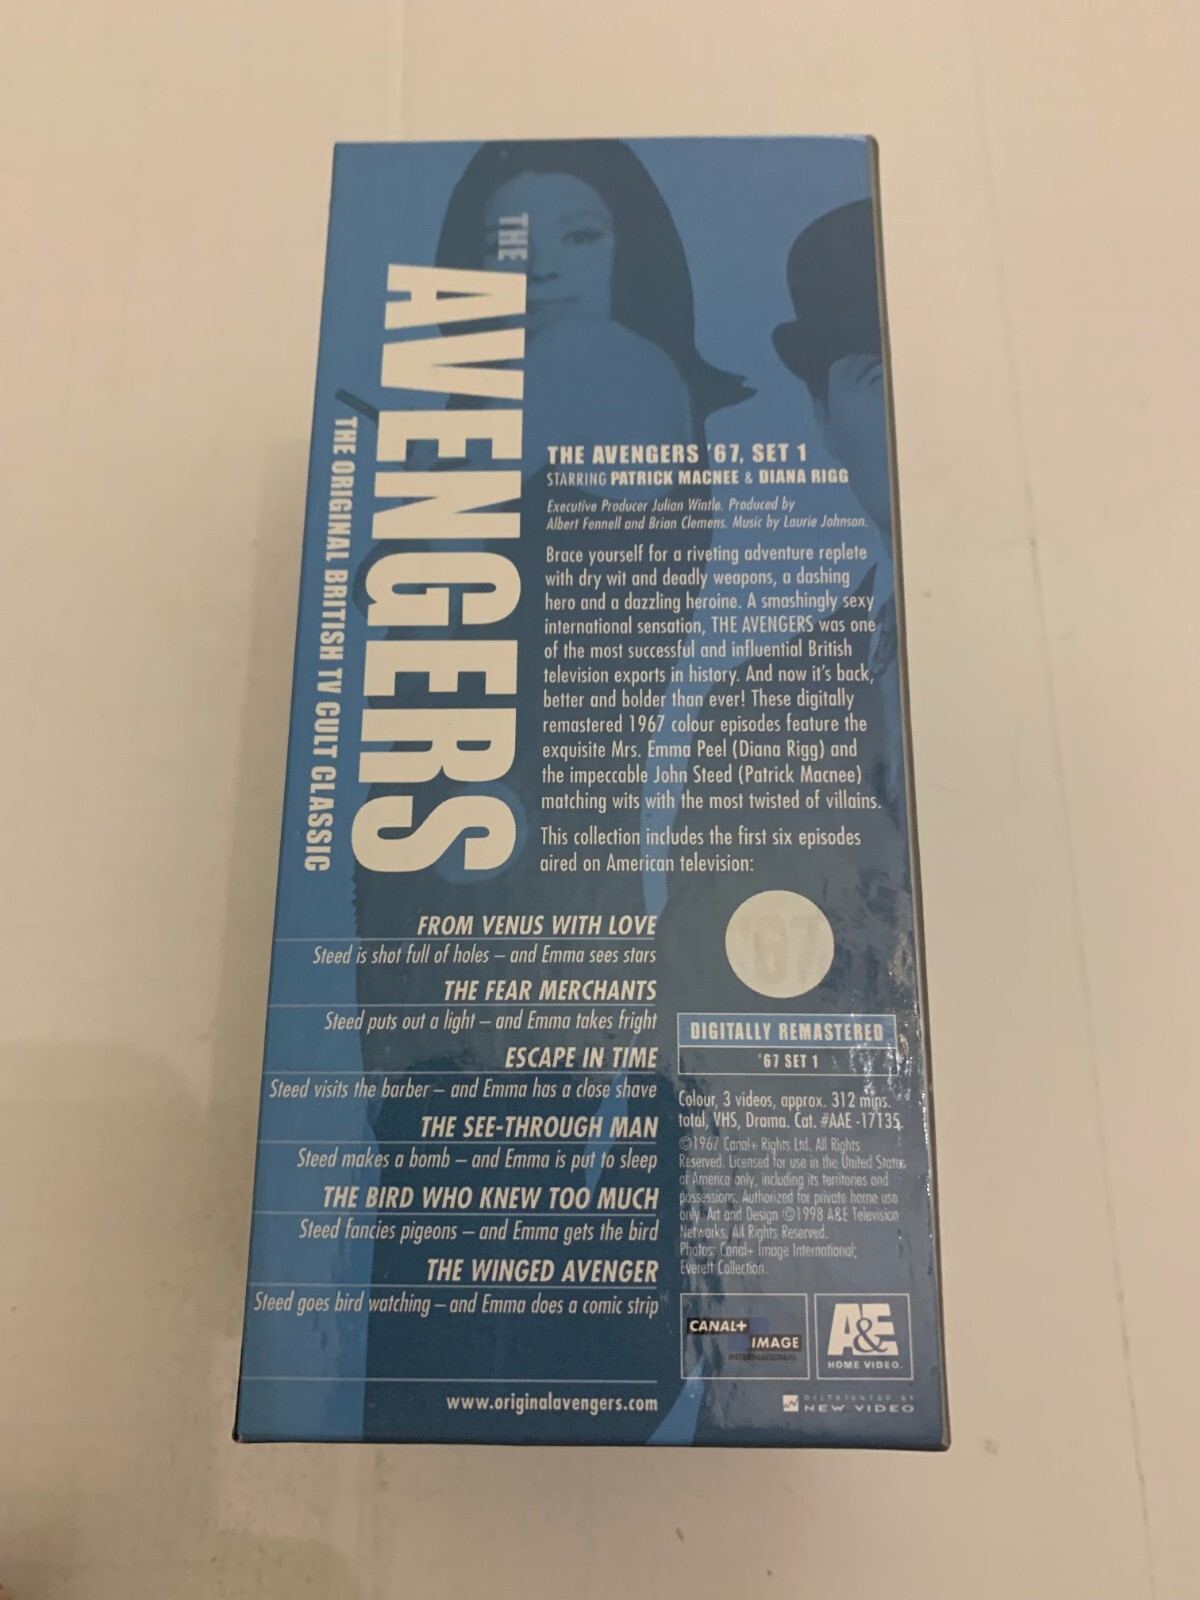 THE
AVENGERS
THE ORIGINAL BRITISH TV CULT CLASSIC
THE AVENGERS '67, SET 1
STARRING PATRICK MACNEE & DIANA RIGG
Executive Producer Julian Wintle. Produced by
Albert Fennell and Brian Clemens. Music by Laurie Johnson.
Brace yourself for a riveting adventure replete
with dry wit and deadly weapons, a dashing
hero and a dazzling heroine. A smashingly sexy
international sensation, THE AVENGERS was one
of the most successful and influential British
television exports in history. And now it's back,
better and bolder than ever! These digitally
remastered 1967 colour episodes feature the
exquisite Mrs. Emma Peel (Diana Rigg) and
the impeccable John Steed (Patrick Macnee)
matching wits with the most twisted of villains.
This collection includes the first six episodes
aired on American television:
FROM VENUS WITH LOVE
Steed is shot full of holes – and Emma sees stars
THE FEAR MERCHANTS
Steed puts out a light – and Emma takes fright
ESCAPE IN TIME
Steed visits the barber – and Emma has a close shave
THE SEE-THROUGH MAN
Steed makes a bomb – and Emma is put to sleep
THE BIRD WHO KNEW TOO MUCH
Steed fancies pigeons – and Emma gets the bird
THE WINGED AVENGER
Steed goes bird watching – and Emma does a comic strip
www.originalavengers.com
'67
DIGITALLY REMASTERED
'67 SET 1
Colour, 3 videos, approx. 312 mins.
total, VHS, Drama. Cat. #AAE -17135.
©1967 Canal+ Rights Ltd. All Rights
Reserved. Licensed for use in the United States
of America only, including its territories and
possessions. Authorized for private home use
only. Art and Design ©1998 A&E Television
Networks. All Rights Reserved.
Photos: Canal+ Image International;
Everett Collection.
CANAL+
IMAGE
INTERNATIONAL
A&E
HOME VIDEO.
DISTRIBUTED BY
NEW VIDEO